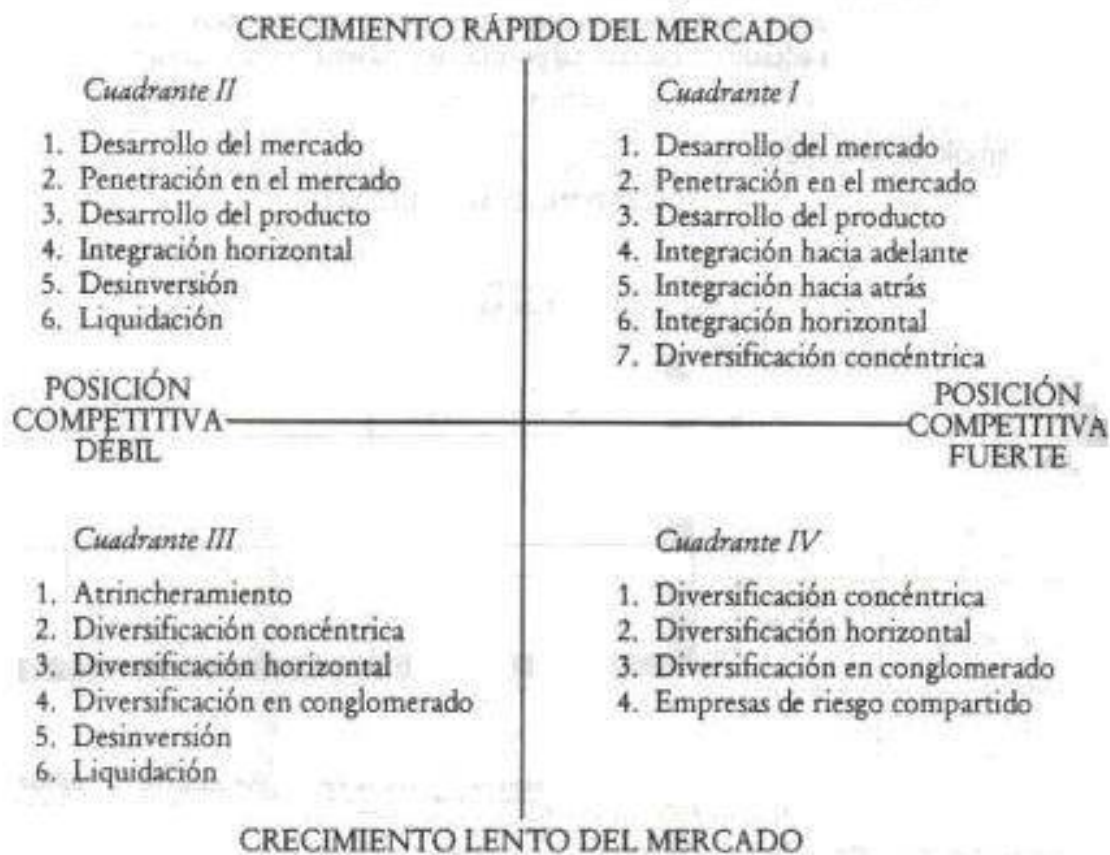 CRECIMIENTO RÁPIDO DEL MERCADO
Cuadrante II
1. Desarrollo del mercado
2. Penetración en el mercado
3. Desarrollo del producto
4. Integración horizontal
5. Desinversión
6. Liquidación
Cuadrante I
1. Desarrollo del mercado
2. Penetración en el mercado
3. Desarrollo del producto
4. Integración hacia adelante
5. Integración hacia atrás
6. Integración horizontal
7. Diversificación concéntrica
POSICIÓN
COMPETITIVA
DÉBIL
POSICIÓN
COMPETITIVA
FUERTE
Cuadrante III
1. Atrincheramiento
2. Diversificación concéntrica
3. Diversificación horizontal
4. Diversificación en conglomerado
5. Desinversión
6. Liquidación
Cuadrante IV
1. Diversificación concéntrica
2. Diversificación horizontal
3. Diversificación en conglomerado
4. Empresas de riesgo compartido
CRECIMIENTO LENTO DEL MERCADO